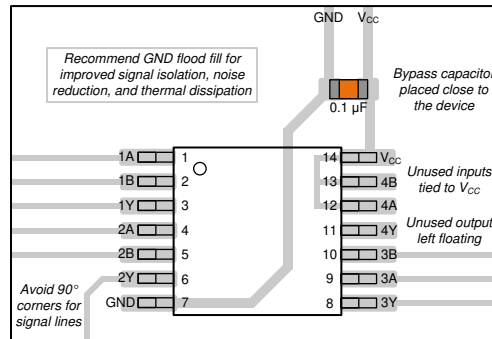 GND VCC
Recommend GND flood fill for
improved signal isolation, noise
reduction, and thermal dissipation
0.1 µF
Bypass capacitor
placed close to
the device
1A 1 14 VCC
1B 2 13 4B
1Y 3 12 4A
2A 4 11 4Y
2B 5 10 3B
2Y 6 9 3A
GND 7 8 3Y
Unused inputs
tied to VCC
Unused output
left floating
Avoid 90°
corners for
signal lines